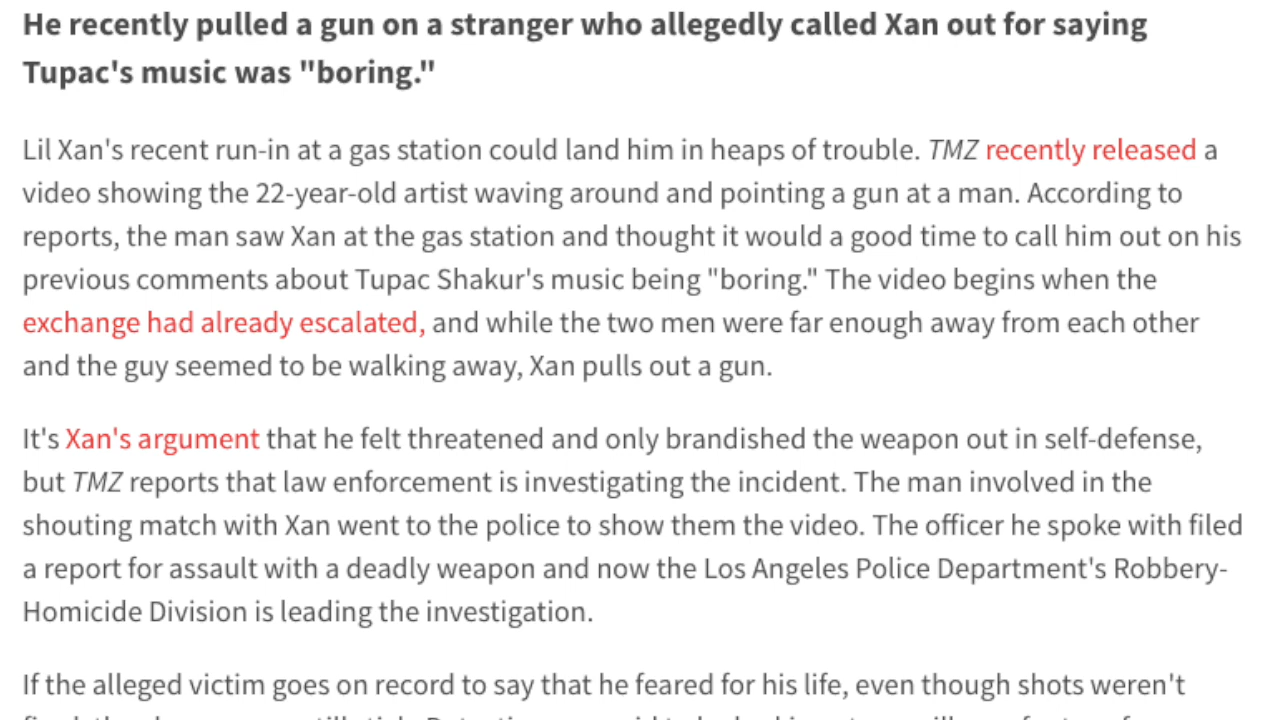 He recently pulled a gun on a stranger who allegedly called Xan out for saying
Tupac's music was "boring."
Lil Xan's recent run-in at a gas station could land him in heaps of trouble. TMZ recently released a
video showing the 22-year-old artist waving around and pointing a gun at a man. According to
reports, the man saw Xan at the gas station and thought it would a good time to call him out on his
previous comments about Tupac Shakur's music being "boring." The video begins when the
exchange had already escalated, and while the two men were far enough away from each other
and the guy seemed to be walking away, Xan pulls out a gun.
It's Xan's argument that he felt threatened and only brandished the weapon out in self-defense,
but TMZ reports that law enforcement is investigating the incident. The man involved in the
shouting match with Xan went to the police to show them the video. The officer he spoke with filed
a report for assault with a deadly weapon and now the Los Angeles Police Department's Robbery-
Homicide Division is leading the investigation.
If the alleged victim goes on record to say that he feared for his life, even though shots weren't